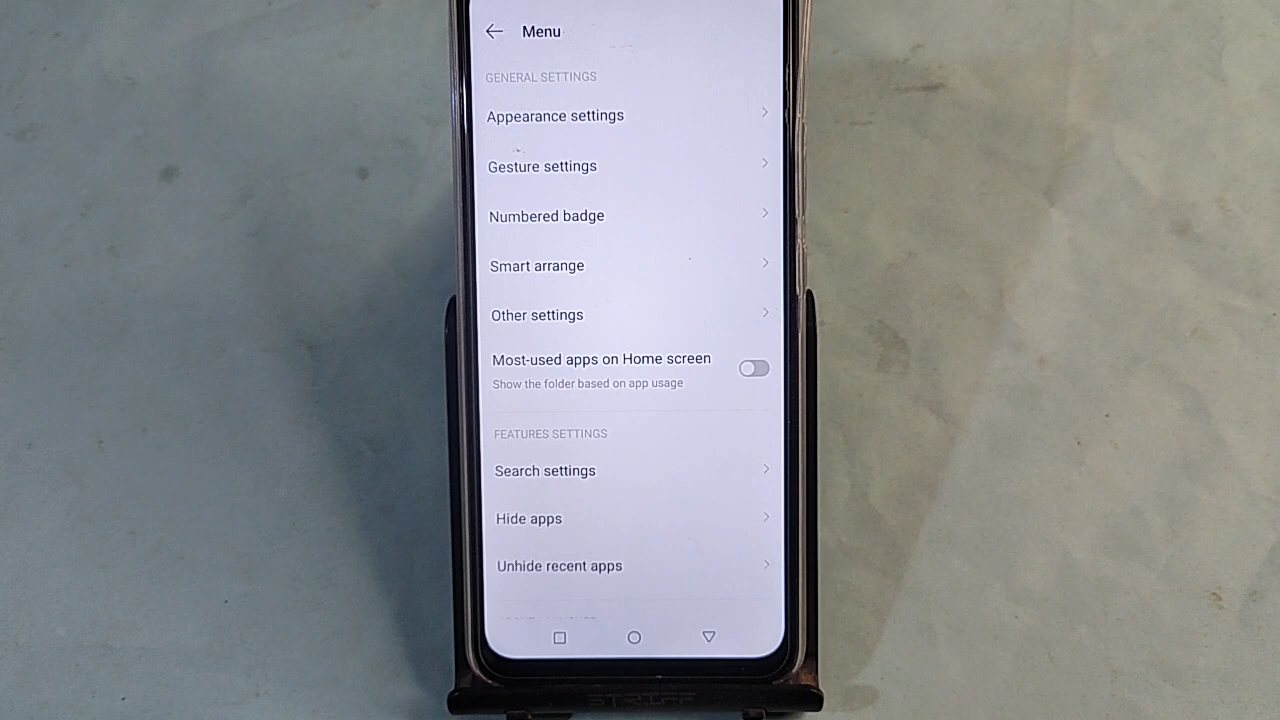 Menu
GENERAL SETTINGS
Appearance settings
Gesture settings
Numbered badge
Smart arrange
Other settings
Most-used apps on Home screen
Show the folder based on app usage
FEATURES SETTINGS
Search settings
Hide apps
Unhide recent apps
STRIFF